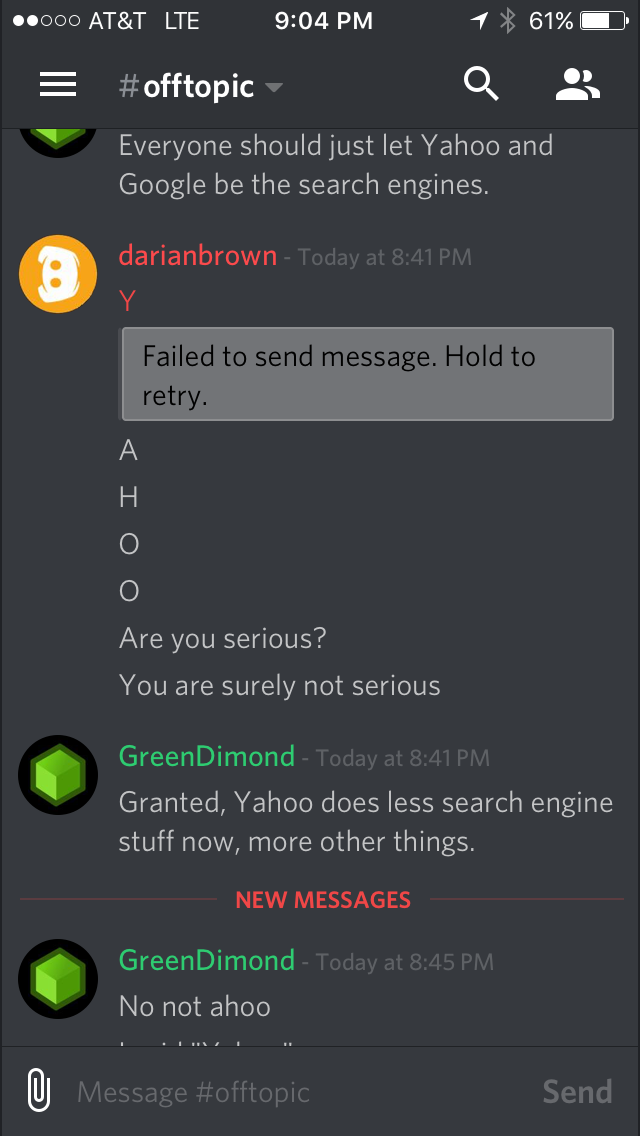 AT&T LTE 9:04 PM 61%
#offtopic
Everyone should just let Yahoo and
Google be the search engines.
darianbrown - Today at 8:41 PM
Y
Failed to send message. Hold to
retry.
A
H
O
O
Are you serious?
You are surely not serious
GreenDimond - Today at 8:41 PM
Granted, Yahoo does less search engine
stuff now, more other things.
NEW MESSAGES
GreenDimond - Today at 8:45 PM
No not ahoo
Message #offtopic Send